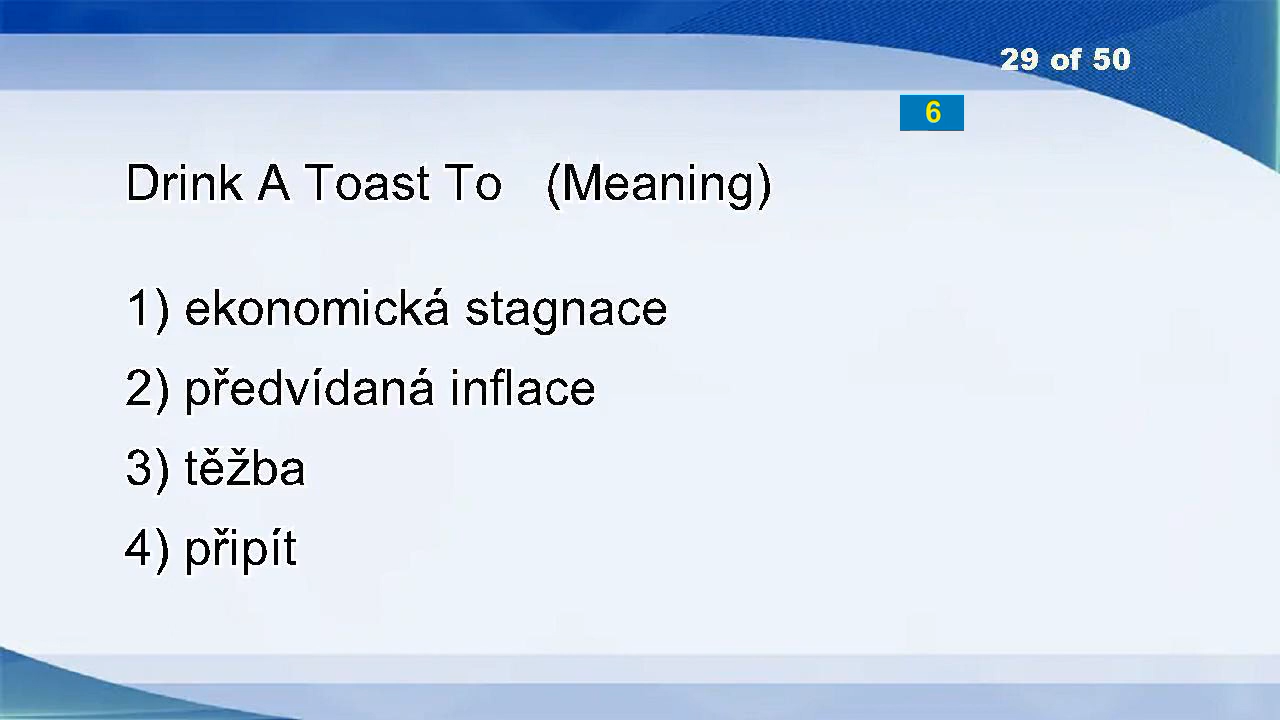 29 of 50
6
Drink A Toast To (Meaning)
1) ekonomická stagnace
2) předvídaná inflace
3) těžba
4) připít